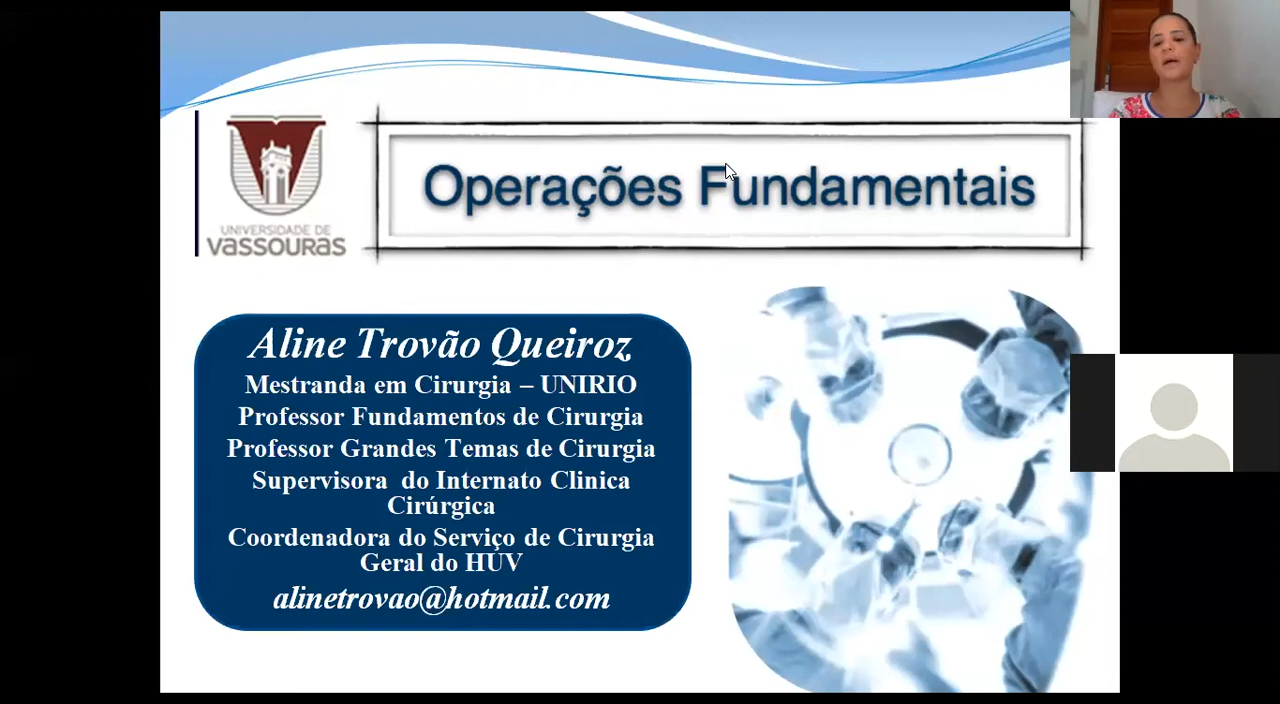 UNIVERSIDADE DE
Vassouras
Operações Fundamentais
Aline Trovão Queiroz
Mestranda em Cirurgia – UNIRIO
Professor Fundamentos de Cirurgia
Professor Grandes Temas de Cirurgia
Supervisora do Internato Clinica
Cirúrgica
Coordenadora do Serviço de Cirurgia
Geral do HUV
alinetrovao@hotmail.com